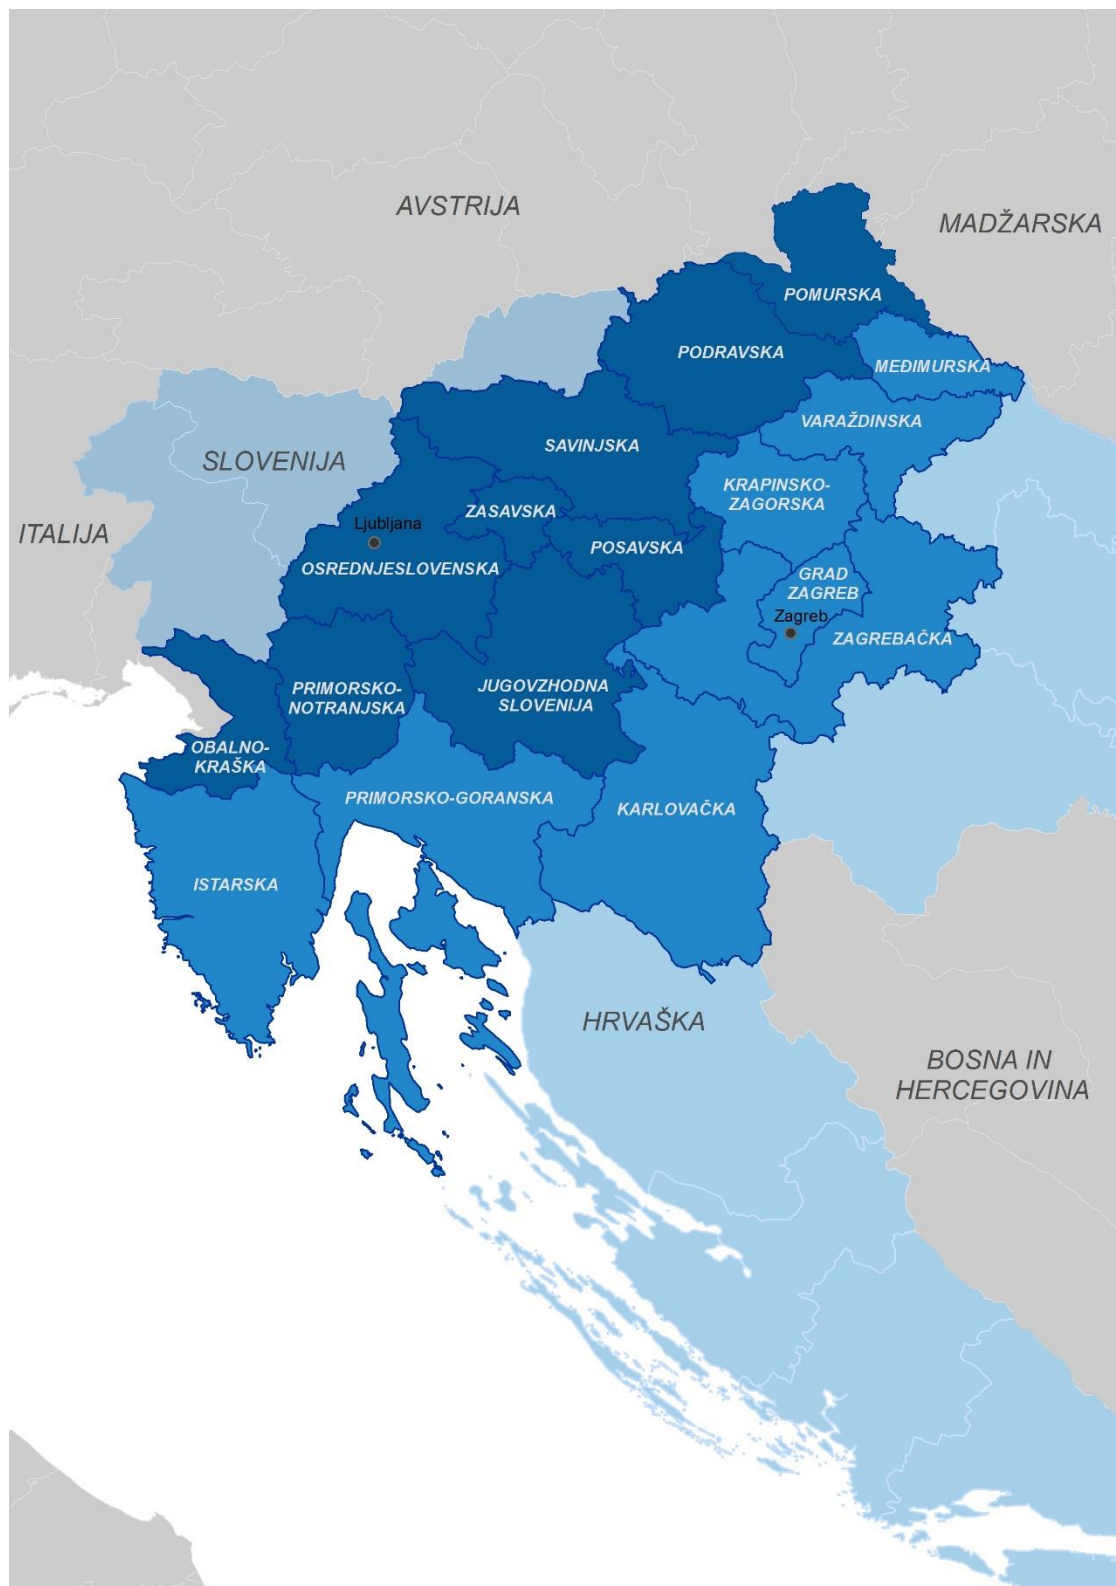 AVSTRIJA
MADŽARSKA
POMURSKA
PODRAVSKA
MEĐIMURSKA
VARAŽDINSKA
SAVINJSKA
SLOVENIJA
KRAPINSKO-
ZAGORSKA
ZASAVSKA
Ljubljana
ITALIJA
POSAVSKA
OSREDNJESLOVENSKA
GRAD
ZAGREB
Zagreb
ZAGREBAČKA
PRIMORSKO-
NOTRANJSKA
JUGOVZHODNA
SLOVENIJA
OBALNO-
KRAŠKA
PRIMORSKO-GORANSKA
KARLOVAČKA
ISTARSKA
HRVAŠKA
BOSNA IN
HERCEGOVINA